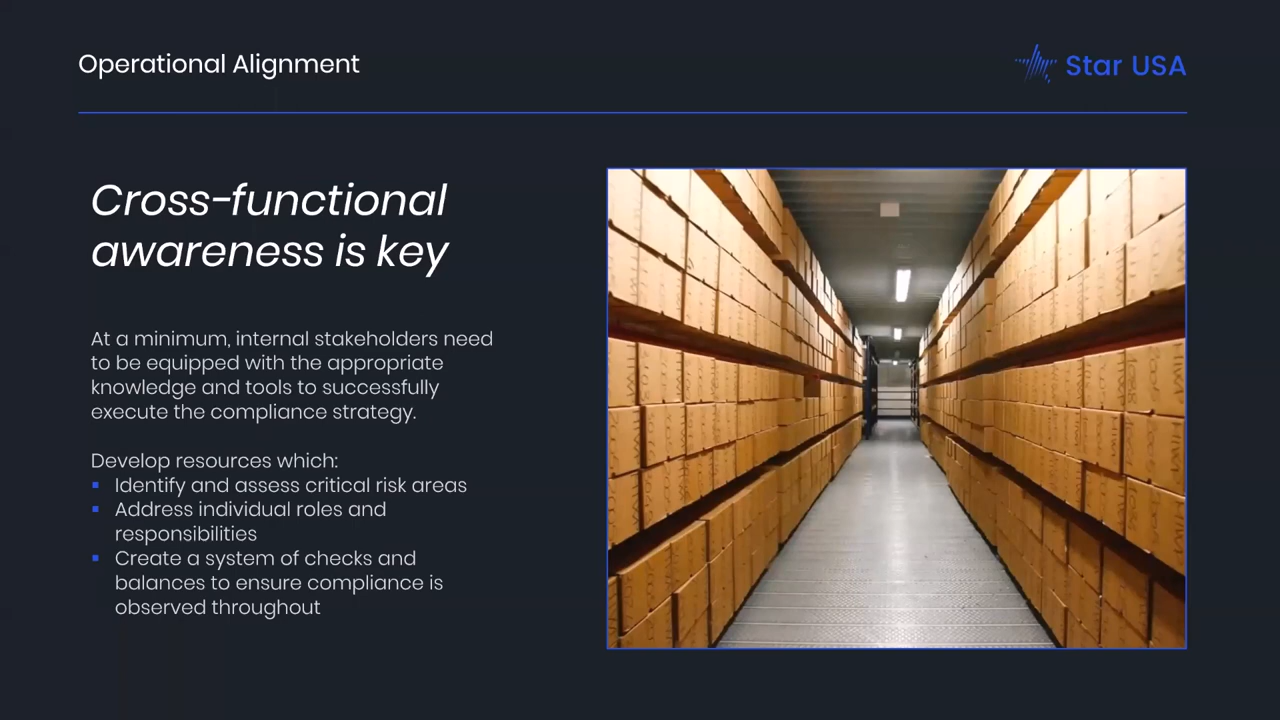 Operational Alignment
Star USA
Cross-functional
awareness is key
At a minimum, internal stakeholders need
to be equipped with the appropriate
knowledge and tools to successfully
execute the compliance strategy.
Develop resources which:
▪ Identify and assess critical risk areas
▪ Address individual roles and
responsibilities
▪ Create a system of checks and
balances to ensure compliance is
observed throughout